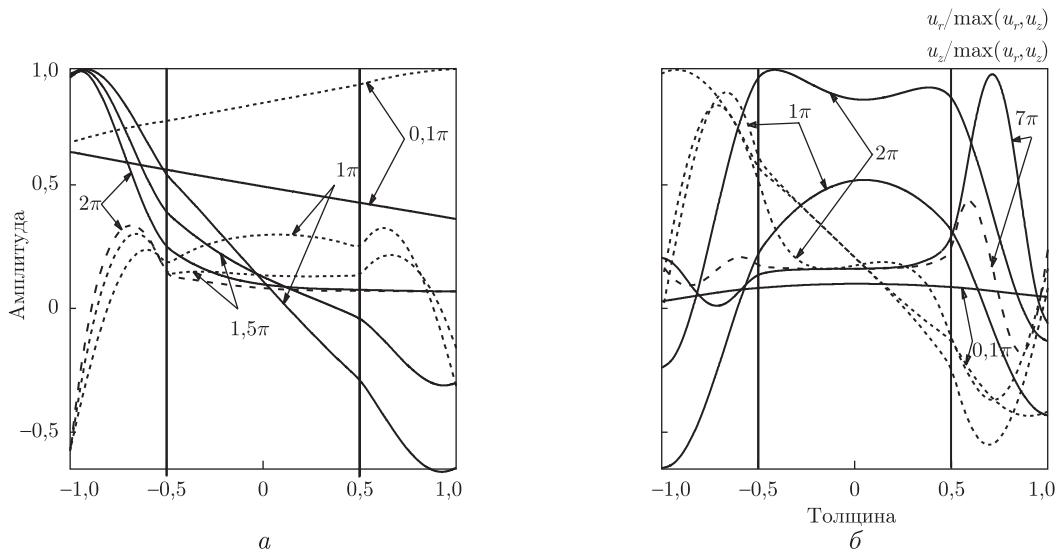 u_r/max(u_r,u_z)
u_z/max(u_r,u_z)
Амплитуда
1,0
0,5
0
−0,5
0,1π
1π
2π
1,5π
−1,0 −0,5 0 0,5 1,0
а
1π
2π
7π
0,1π
−1,0 −0,5 0 0,5 1,0
Толщина
б